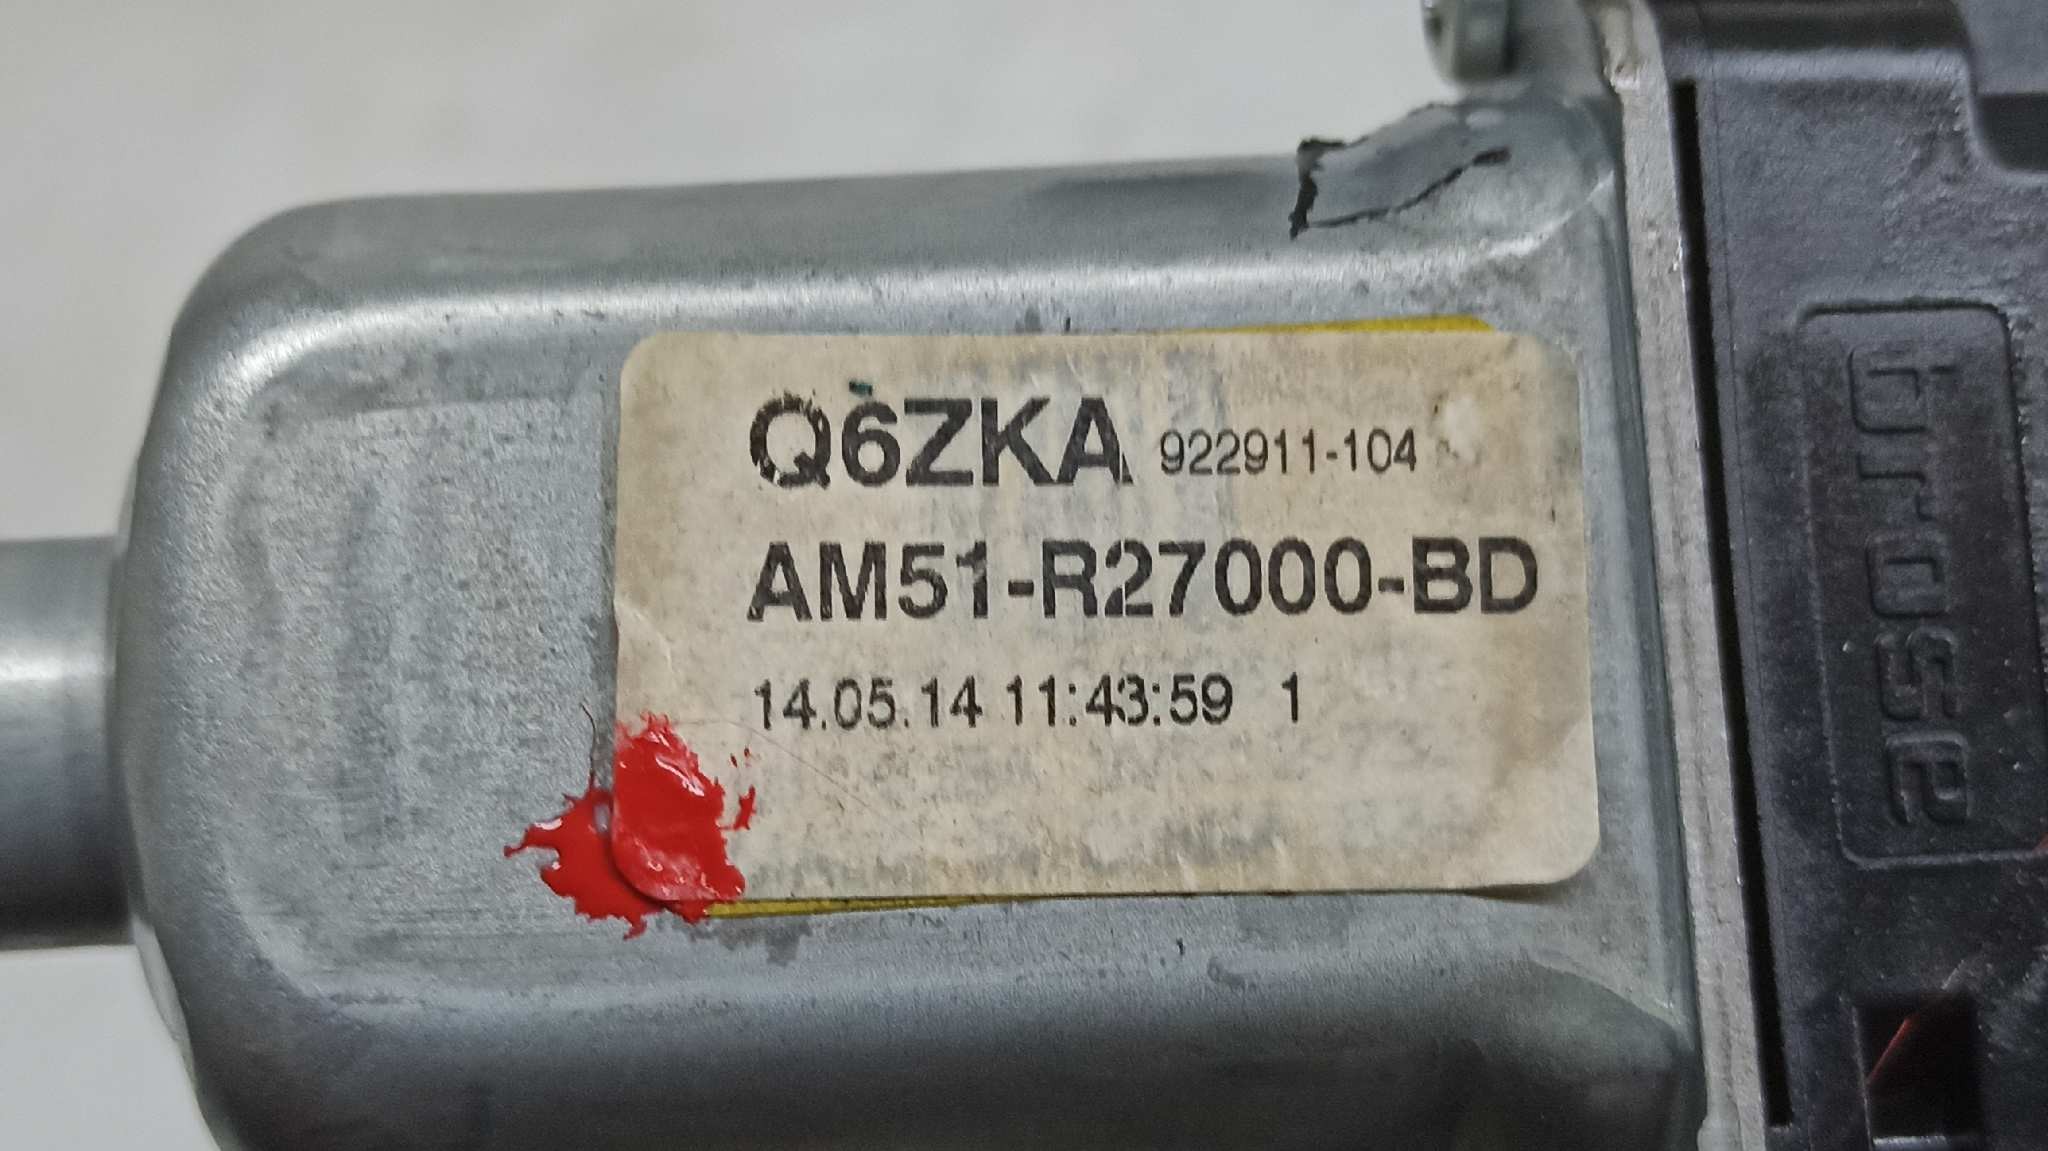 Q6ZKA 922911-104
AM51-R27000-BD
14.05.14 11:43:59 1
brose